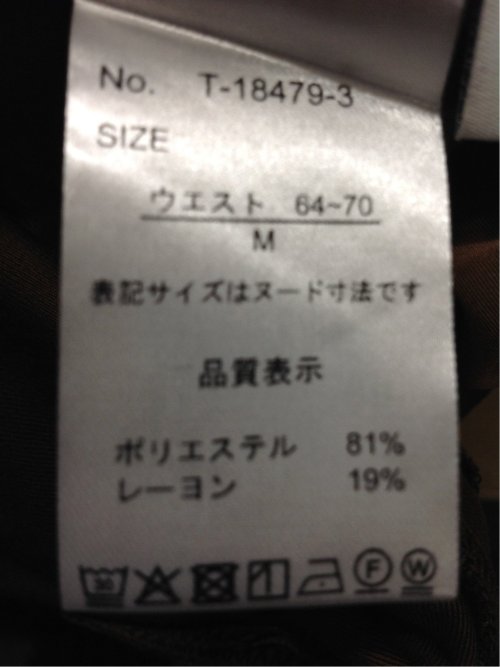 No. T-18479-3
SIZE
ウエスト 64~70
M
表記サイズはヌード寸法です
品質表示
ポリエステル 81%
レーヨン 19%
30 F W